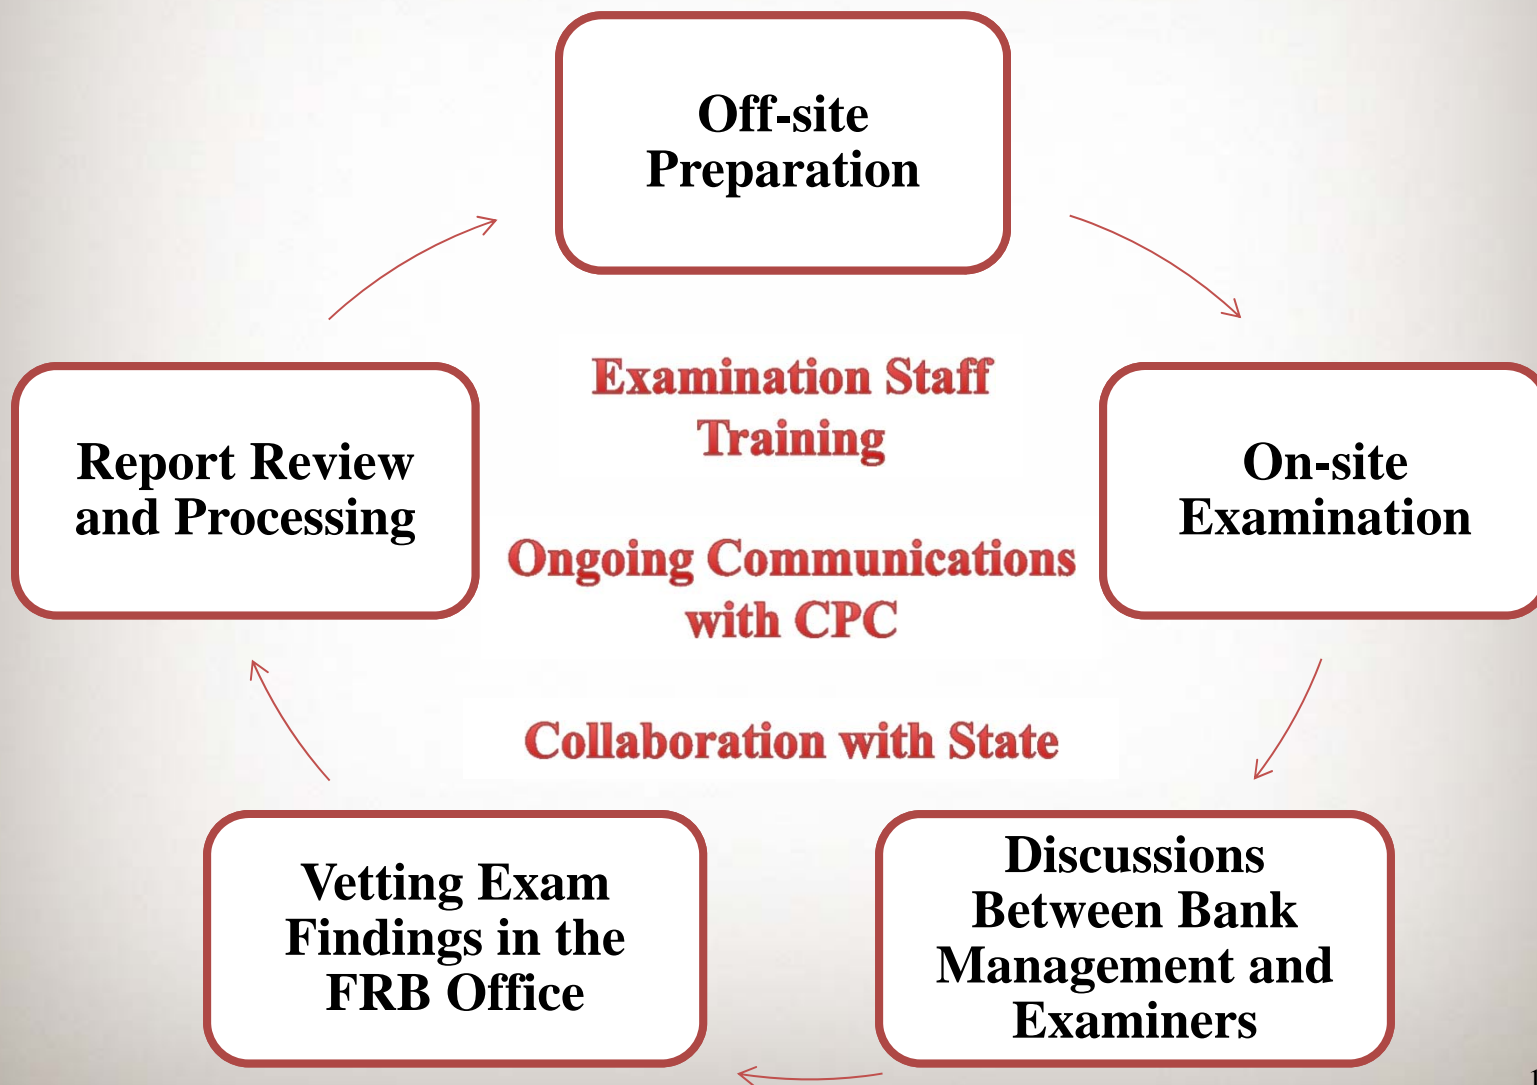 Off-site
Preparation
Examination Staff
Training
Report Review
and Processing
On-site
Examination
Ongoing Communications
with CPC
Collaboration with State
Vetting Exam
Findings in the
FRB Office
Discussions
Between Bank
Management and
Examiners